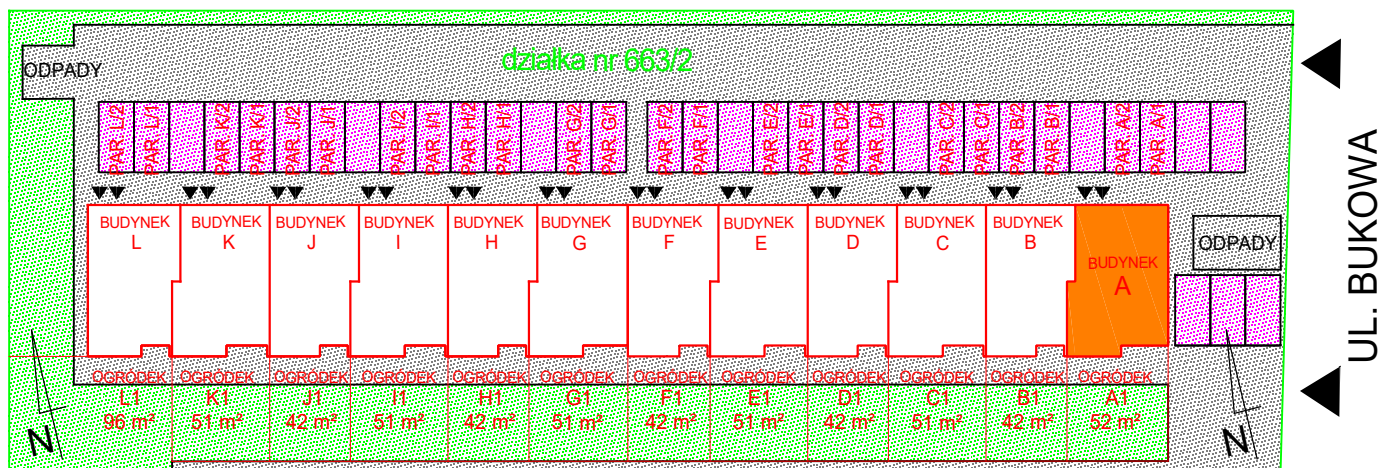 działka nr 663/2
ODPADY
PAR. L/2
PAR. L/1
PAR. K/2
PAR. K/1
PAR. J/2
PAR. J/1
PAR. I/2
PAR. I/1
PAR. H/2
PAR. H/1
PAR. G/2
PAR. G/1
PAR. F/2
PAR. F/1
PAR. E/2
PAR. E/1
PAR. D/2
PAR. D/1
PAR. C/2
PAR. C/1
PAR. B/2
PAR. B/1
PAR. A/2
PAR. A/1
BUDYNEK
L
BUDYNEK
K
BUDYNEK
J
BUDYNEK
I
BUDYNEK
H
BUDYNEK
G
BUDYNEK
F
BUDYNEK
E
BUDYNEK
D
BUDYNEK
C
BUDYNEK
B
BUDYNEK
A
ODPADY
UL. BUKOWA
OGRÓDEK
L1
96 m²
OGRÓDEK
K1
51 m²
OGRÓDEK
J1
42 m²
OGRÓDEK
I1
51 m²
OGRÓDEK
H1
42 m²
OGRÓDEK
G1
51 m²
OGRÓDEK
F1
42 m²
OGRÓDEK
E1
51 m²
OGRÓDEK
D1
42 m²
OGRÓDEK
C1
51 m²
OGRÓDEK
B1
42 m²
OGRÓDEK
A1
52 m²
N
N